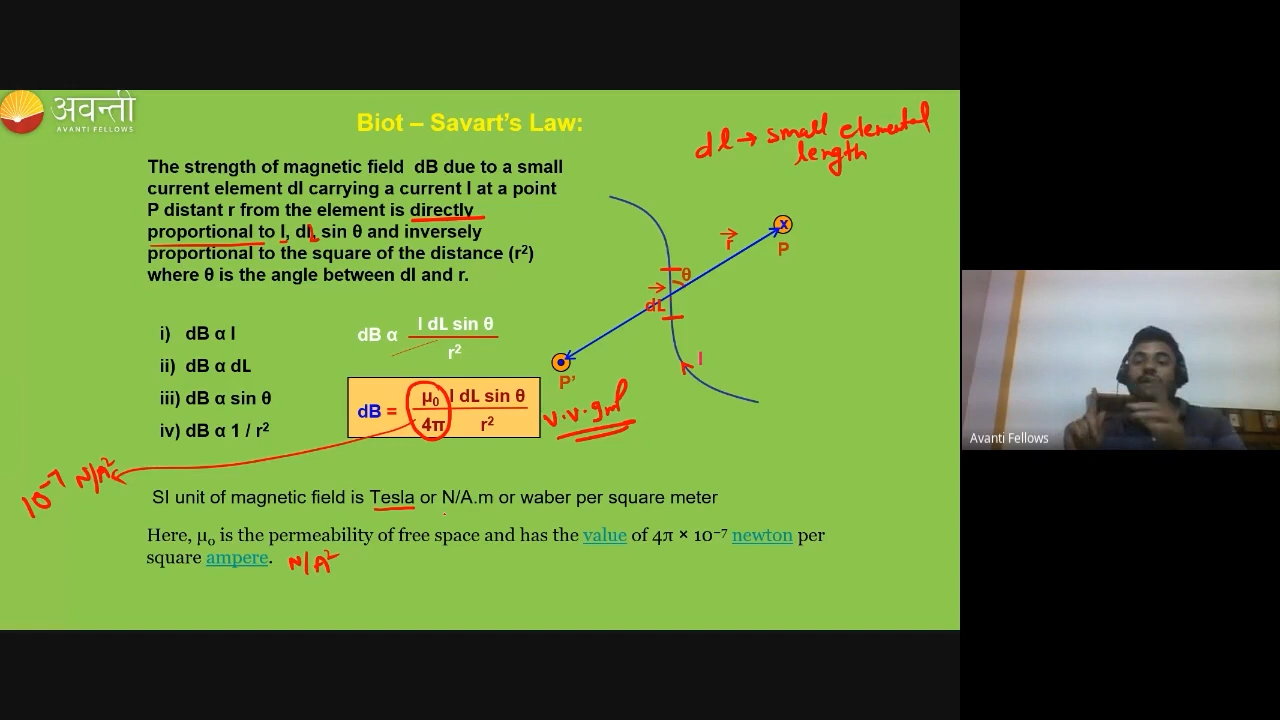 अवन्ती
AVANTI FELLOWS
Biot – Savart's Law:
dl → small elemental
length
The strength of magnetic field dB due to a small
current element dl carrying a current I at a point
P distant r from the element is directly
proportional to I, dL sin θ and inversely
proportional to the square of the distance (r²)
where θ is the angle between dl and r.
i) dB α I
ii) dB α dL
iii) dB α sin θ
iv) dB α 1 / r²
dB α I dL sin θ / r²
dB = μ₀ I dL sin θ / 4π r²
v.v.gml
r
P
θ
dL
P'
I
10⁻⁷ N/A²
SI unit of magnetic field is Tesla or N/A.m or waber per square meter
Here, μ₀ is the permeability of free space and has the value of 4π × 10⁻⁷ newton per
square ampere. N/A²
Avanti Fellows